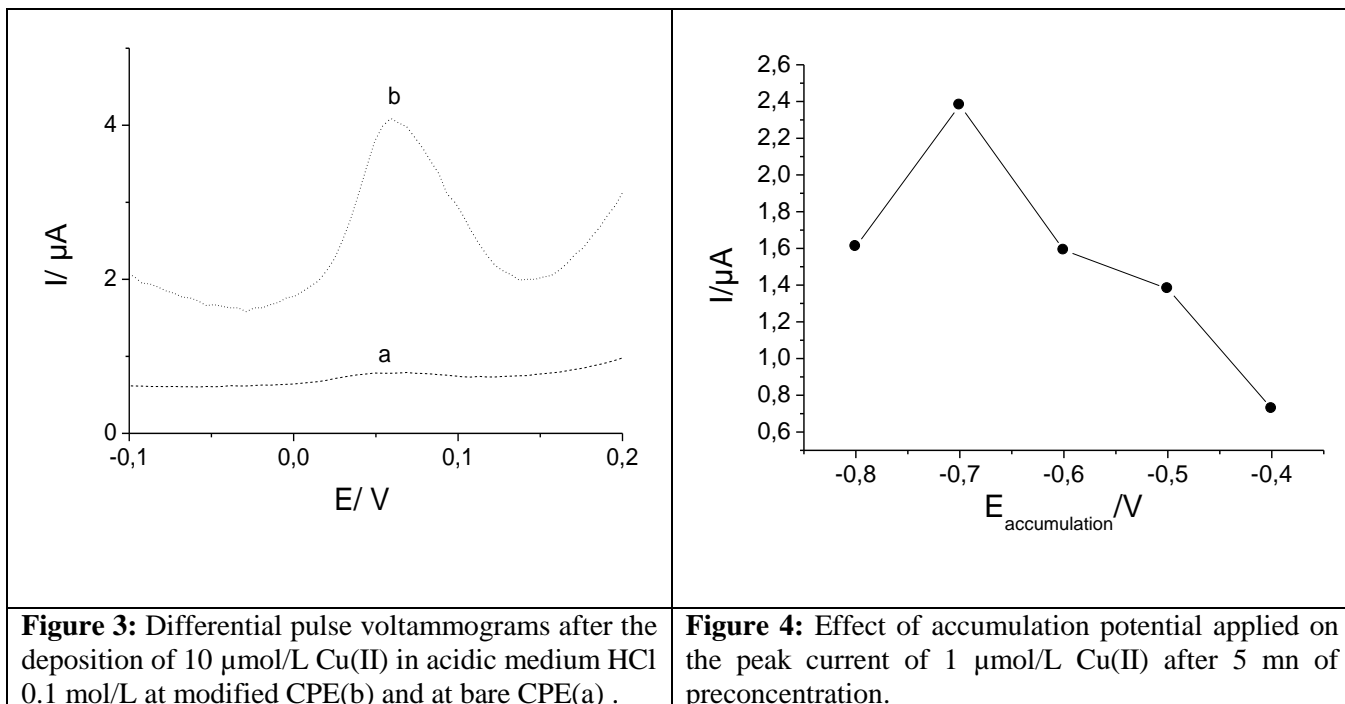 4
2
0
I/ µA
b
a
-0,1
0,0
0,1
0,2
E/ V
2,6
2,4
2,2
2,0
1,8
1,6
1,4
1,2
1,0
0,8
0,6
I/µA
-0,8
-0,7
-0,6
-0,5
-0,4
E accumulation/V
Figure 3: Differential pulse voltammograms after the
deposition of 10 µmol/L Cu(II) in acidic medium HCl
0.1 mol/L at modified CPE(b) and at bare CPE(a) .
Figure 4: Effect of accumulation potential applied on
the peak current of 1 µmol/L Cu(II) after 5 mn of
preconcentration.